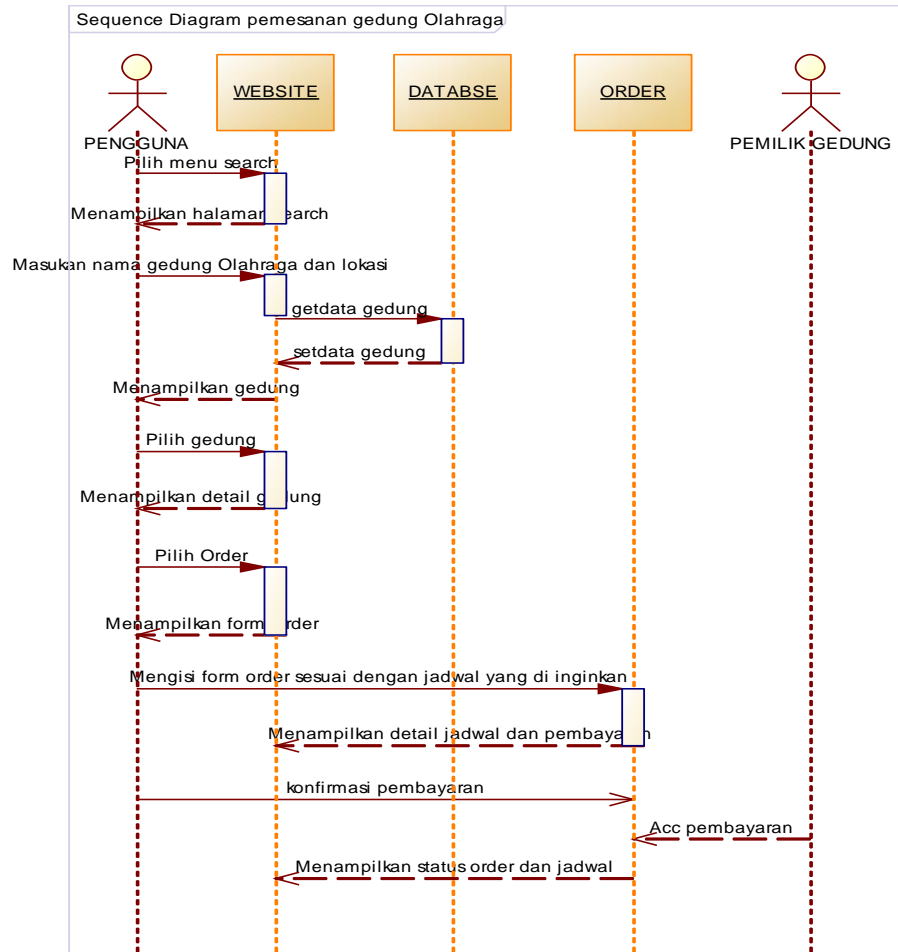 Sequence Diagram pemesanan gedung Olahraga
WEBSITE
DATABSE
ORDER
PENGGUNA
PEMILIK GEDUNG
Pilih menu search
Menampilkan halaman search
Masukan nama gedung Olahraga dan lokasi
getdata gedung
setdata gedung
Menampilkan gedung
Pilih gedung
Menampilkan detail gedung
Pilih Order
Menampilkan form order
Mengisi form order sesuai dengan jadwal yang di inginkan
Menampilkan detail jadwal dan pembayaran
konfirmasi pembayaran
Acc pembayaran
Menampilkan status order dan jadwal